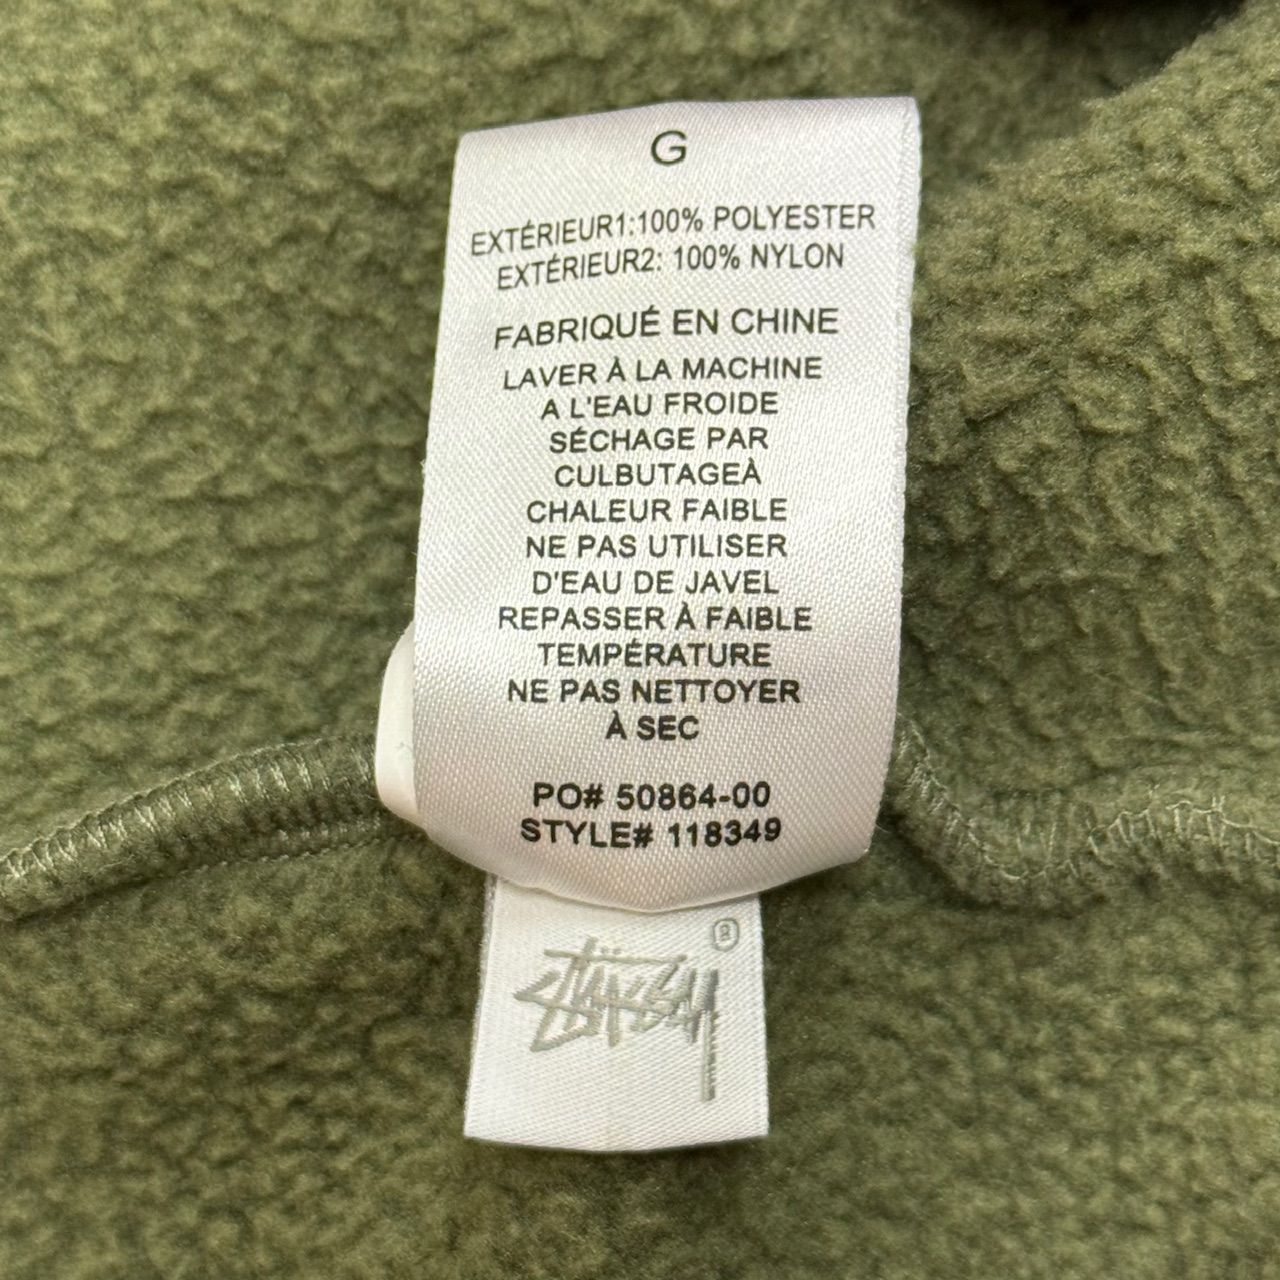 G
EXTÉRIEUR1:100% POLYESTER
EXTÉRIEUR2: 100% NYLON
FABRIQUÉ EN CHINE
LAVER À LA MACHINE
A L'EAU FROIDE
SÉCHAGE PAR
CULBUTAGEÀ
CHALEUR FAIBLE
NE PAS UTILISER
D'EAU DE JAVEL
REPASSER À FAIBLE
TEMPÉRATURE
NE PAS NETTOYER
À SEC
PO# 50864-00
STYLE# 118349
Stüssy ®